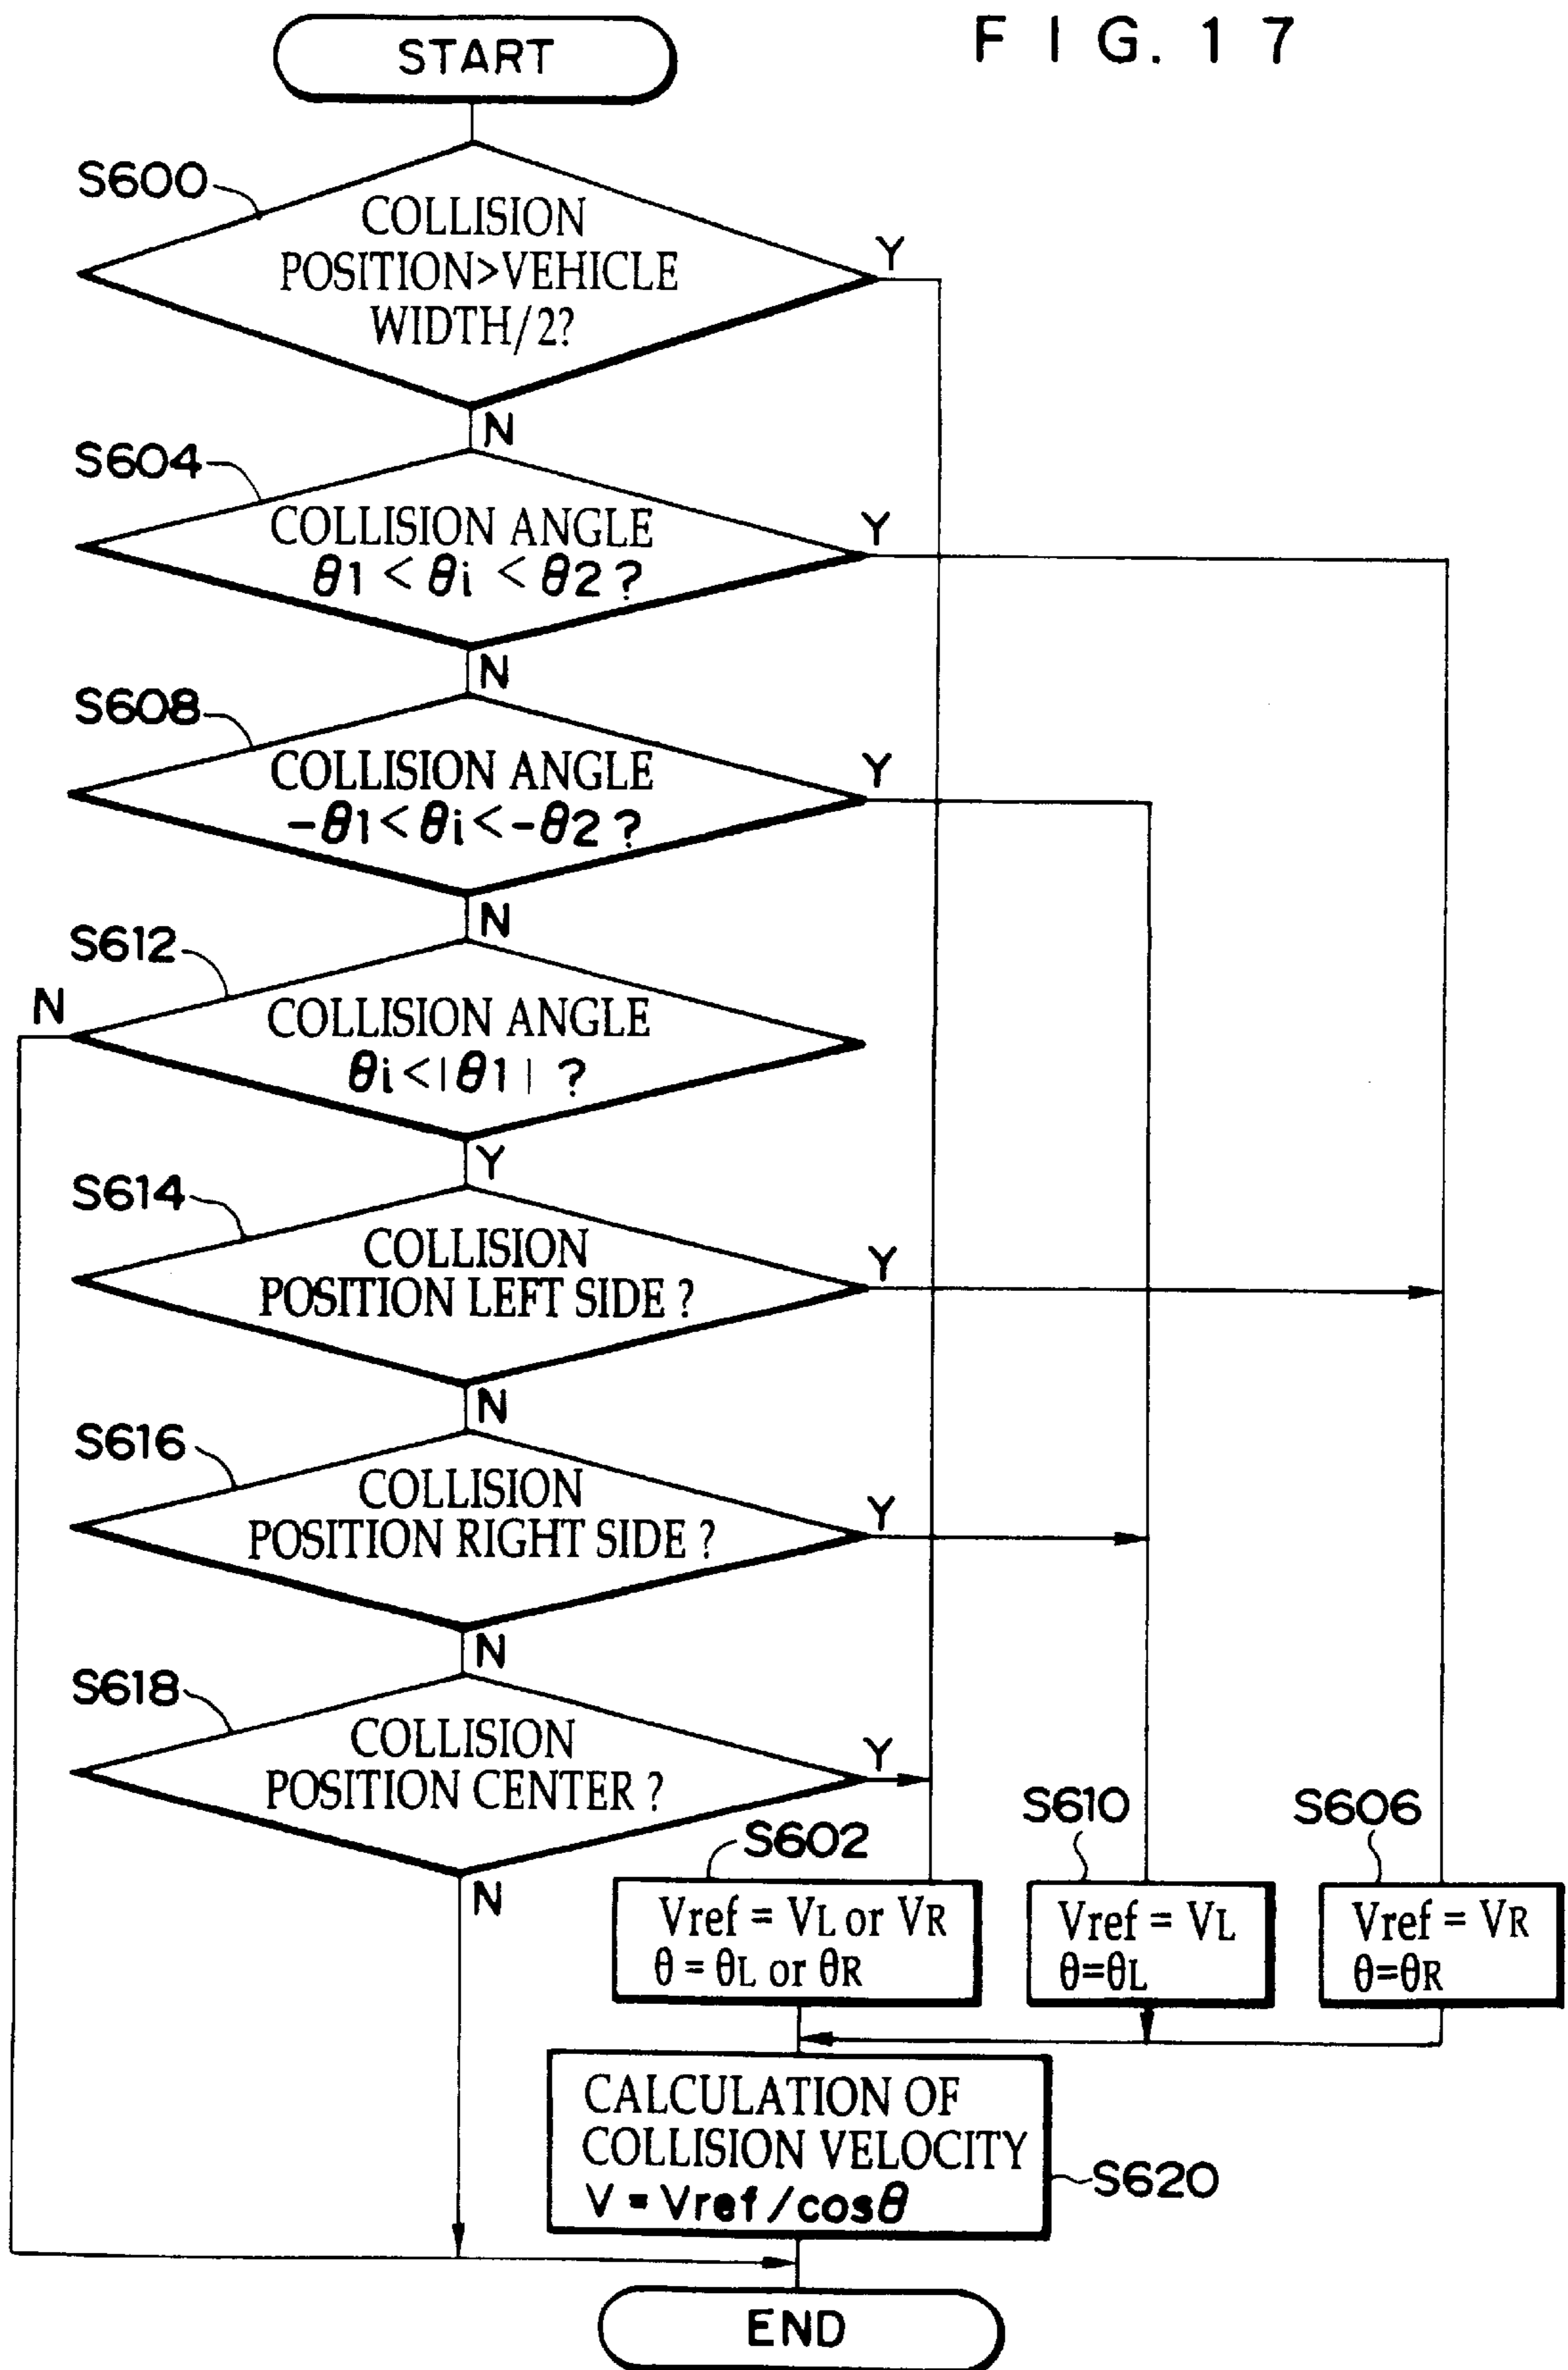 FIG. 17
START
S600
COLLISION
POSITION>VEHICLE
WIDTH/2?
Y
N
S604
COLLISION ANGLE
θ1 < θi < θ2 ?
Y
N
S608
COLLISION ANGLE
-θ1 < θi < -θ2 ?
Y
N
S612
N
COLLISION ANGLE
θi < |θ1| ?
Y
S614
COLLISION
POSITION LEFT SIDE ?
Y
N
S616
COLLISION
POSITION RIGHT SIDE ?
Y
N
S618
COLLISION
POSITION CENTER ?
Y
N
S602
Vref = VL or VR
θ = θL or θR
S610
Vref = VL
θ=θL
S606
Vref = VR
θ=θR
CALCULATION OF
COLLISION VELOCITY
V = Vref / cosθ
S620
END